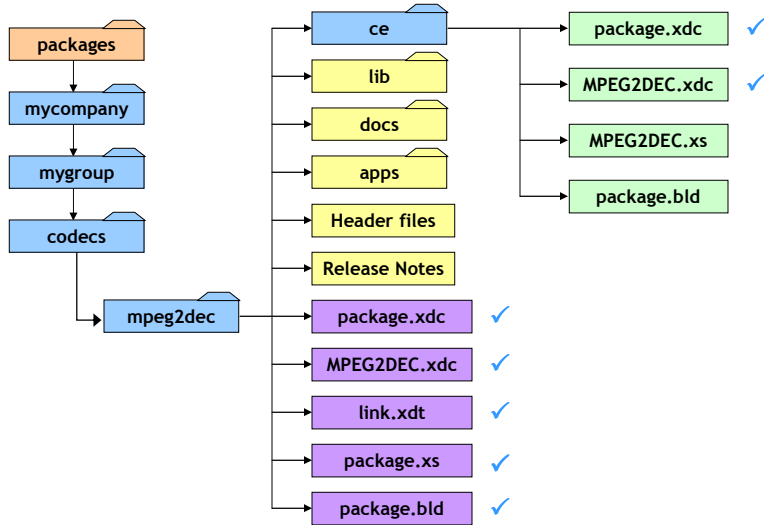 packages
mycompany
mygroup
codecs
mpeg2dec
ce
lib
docs
apps
Header files
Release Notes
package.xdc
MPEG2DEC.xdc
link.xdt
package.xs
package.bld
package.xdc
MPEG2DEC.xdc
MPEG2DEC.xs
package.bld